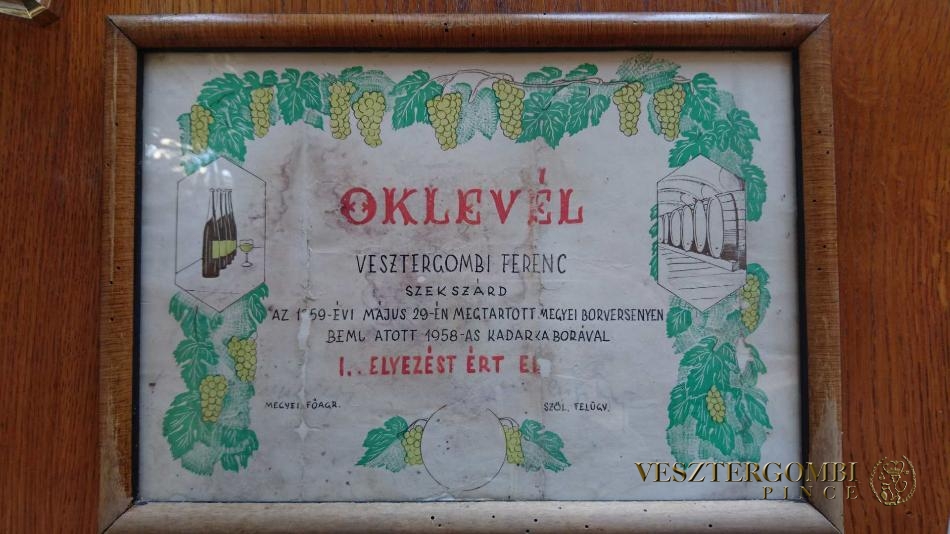 OKLEVÉL
VESZTERGOMBI FERENC
SZEKSZÁRD
AZ 1959-ÉVI MÁJUS 29-ÉN MEGTARTOTT MEGYEI BORVERSENYEN
BEMU ATOTT 1958-AS KADARKA BORÁVAL
I. ELYEZÉST ÉRT EL
MEGYEI FŐAGR.
SZŐL. FELÜGY.
VESZTERGOMBI
PINCE